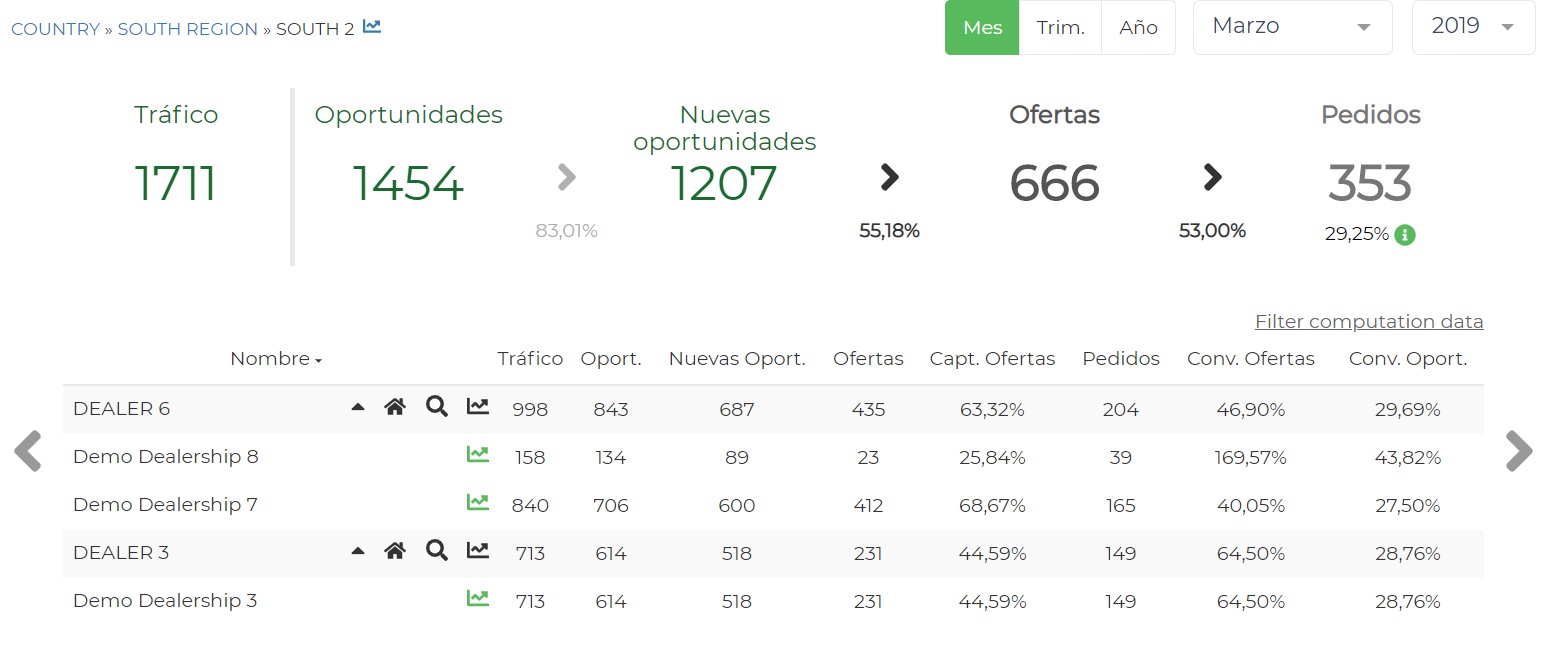 COUNTRY » SOUTH REGION » SOUTH 2
Mes Trim. Año Marzo 2019
Tráfico Oportunidades Nuevas oportunidades Ofertas Pedidos
1711 1454 1207 666 353
83,01% 55,18% 53,00% 29,25%
Filter computation data
Nombre Tráfico Oport. Nuevas Oport. Ofertas Capt. Ofertas Pedidos Conv. Ofertas Conv. Oport.
DEALER 6 998 843 687 435 63,32% 204 46,90% 29,69%
Demo Dealership 8 158 134 89 23 25,84% 39 169,57% 43,82%
Demo Dealership 7 840 706 600 412 68,67% 165 40,05% 27,50%
DEALER 3 713 614 518 231 44,59% 149 64,50% 28,76%
Demo Dealership 3 713 614 518 231 44,59% 149 64,50% 28,76%